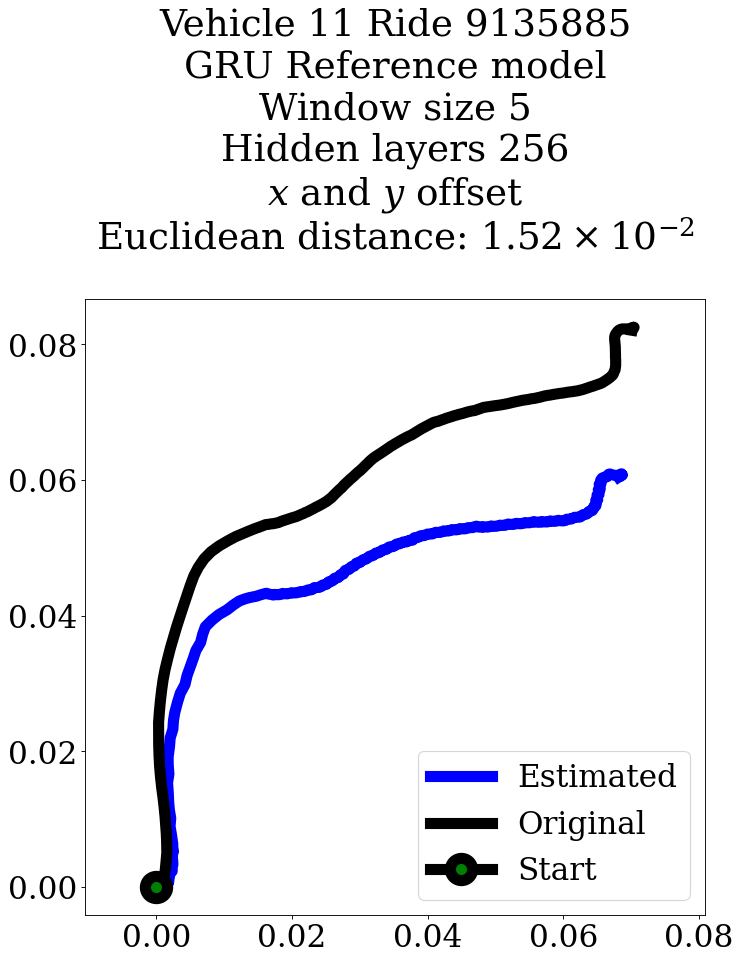 Vehicle 11 Ride 9135885
GRU Reference model
Window size 5
Hidden layers 256
x and y offset
Euclidean distance: 1.52 × 10⁻²
0.08
0.06
0.04
0.02
0.00
Estimated
Original
Start
0.00 0.02 0.04 0.06 0.08